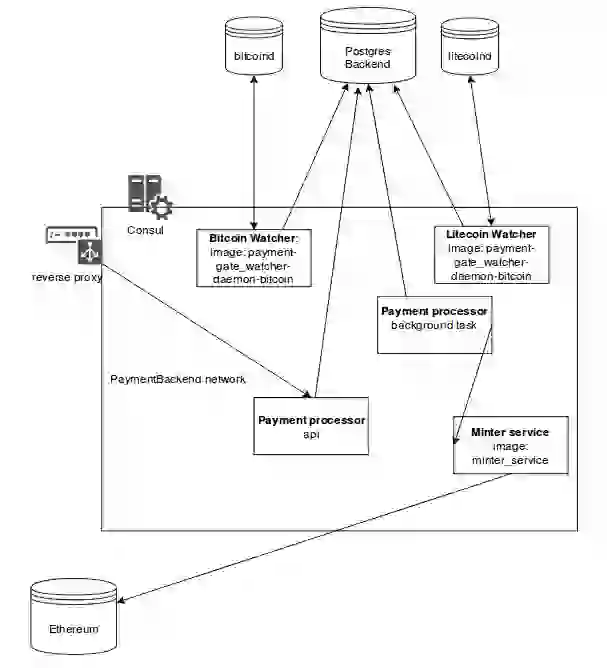 bitcoind
Postgres
Backend
litecoind
Consul
reverse proxy
Bitcoin Watcher:
image: payment-
gate_watcher-
daemon-bitcoin
Litecoin Watcher
image: payment-
gate_watcher-
daemon-bitcoin
Payment processor
background task
PaymentBackend network
Payment processor
api
Minter service
image:
minter_service
Ethereum